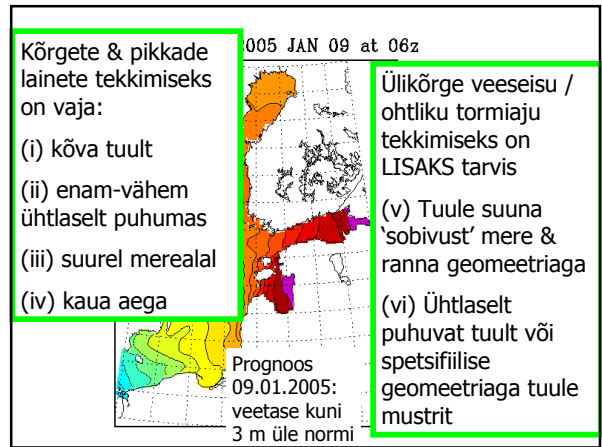 2005 JAN 09 at 06z
Kõrgete & pikkade
lainete tekkimiseks
on vaja:
(i) kõva tuult
(ii) enam-vähem
ühtlaselt puhumas
(iii) suurel merealal
(iv) kaua aega
Ülikõrge veeseisu /
ohtliku tormiaju
tekkimiseks on
LISAKS tarvis
(v) Tuule suuna
‘sobivust’ mere &
ranna geomeetriaga
(vi) Ühtlaselt
puhuvat tuult või
spetsifiilise
geomeetriaga tuule
mustrit
Prognoos
09.01.2005:
veetase kuni
3 m üle normi